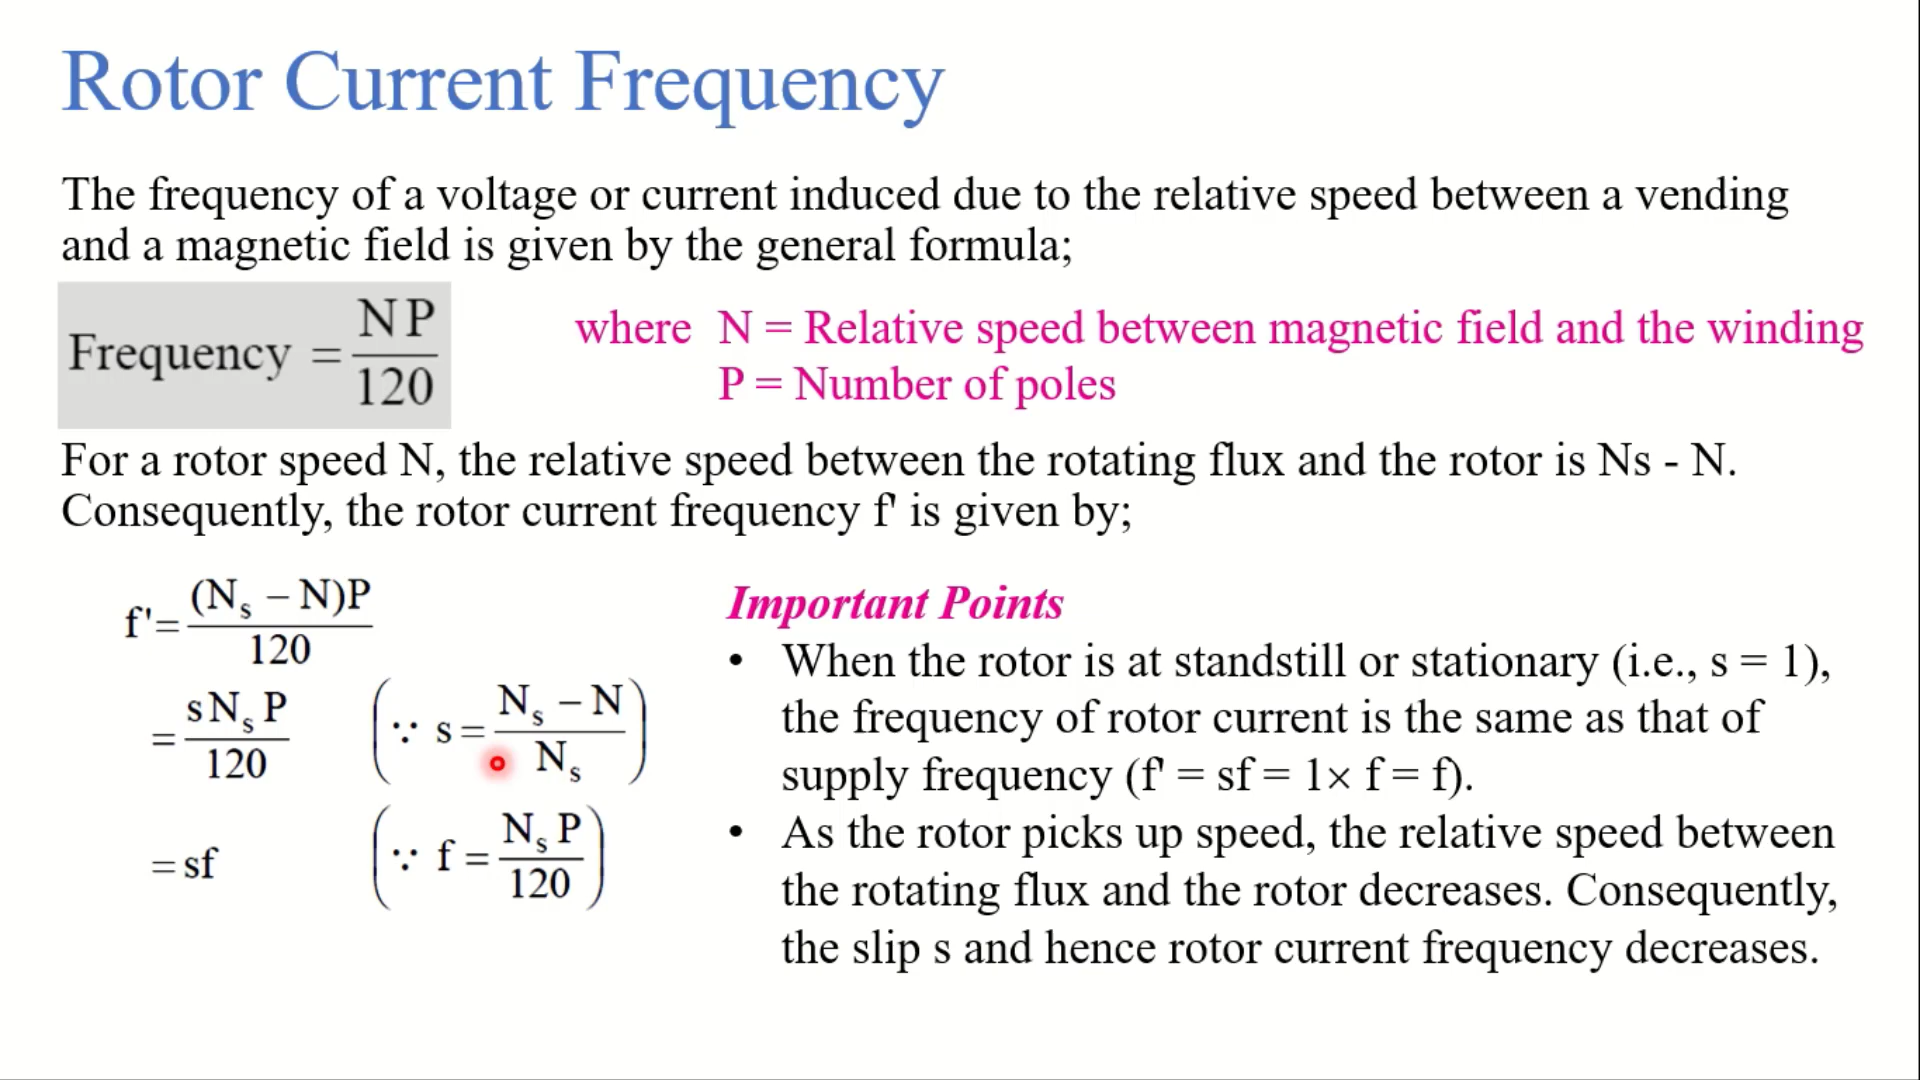 Rotor Current Frequency
The frequency of a voltage or current induced due to the relative speed between a vending
and a magnetic field is given by the general formula;
Frequency = NP/120
where N = Relative speed between magnetic field and the winding
P = Number of poles
For a rotor speed N, the relative speed between the rotating flux and the rotor is Ns - N.
Consequently, the rotor current frequency f' is given by;
f'= (Nₛ – N)P/120
= sNₛ P/120 (∵ s = (Nₛ – N)/Nₛ)
= sf (∵ f = Nₛ P/120)
Important Points
• When the rotor is at standstill or stationary (i.e., s = 1),
the frequency of rotor current is the same as that of
supply frequency (f' = sf = 1× f = f).
• As the rotor picks up speed, the relative speed between
the rotating flux and the rotor decreases. Consequently,
the slip s and hence rotor current frequency decreases.